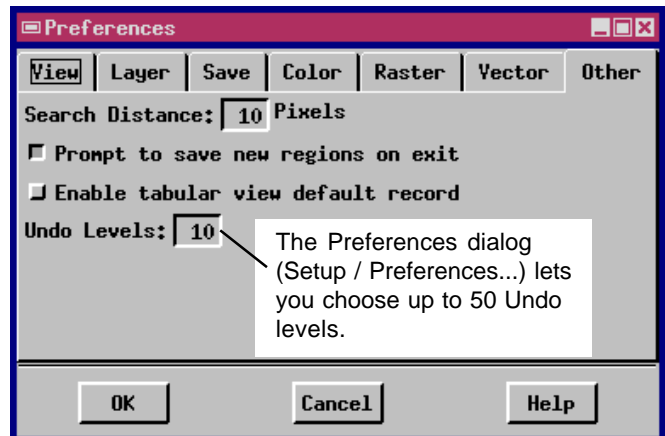 Preferences
View Layer Save Color Raster Vector Other
Search Distance: 10 Pixels
Prompt to save new regions on exit
Enable tabular view default record
Undo Levels: 10
The Preferences dialog
(Setup / Preferences...) lets
you choose up to 50 Undo
levels.
OK Cancel Help